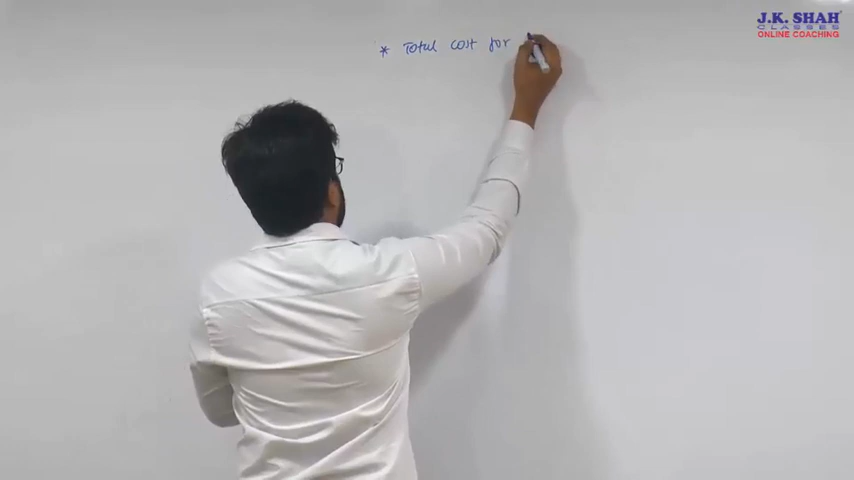 J.K. SHAH
CLASSES
ONLINE COACHING
* Total cost for